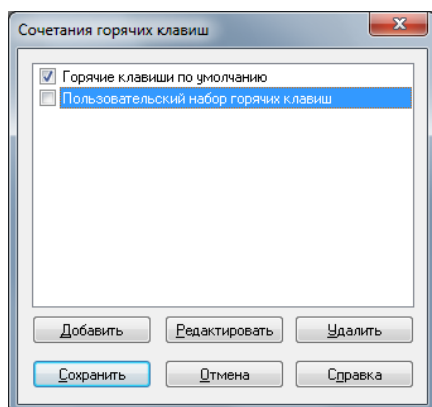 Сочетания горячих клавиш
Горячие клавиши по умолчанию
Пользовательский набор горячих клавиш
Добавить Редактировать Удалить
Сохранить Отмена Справка